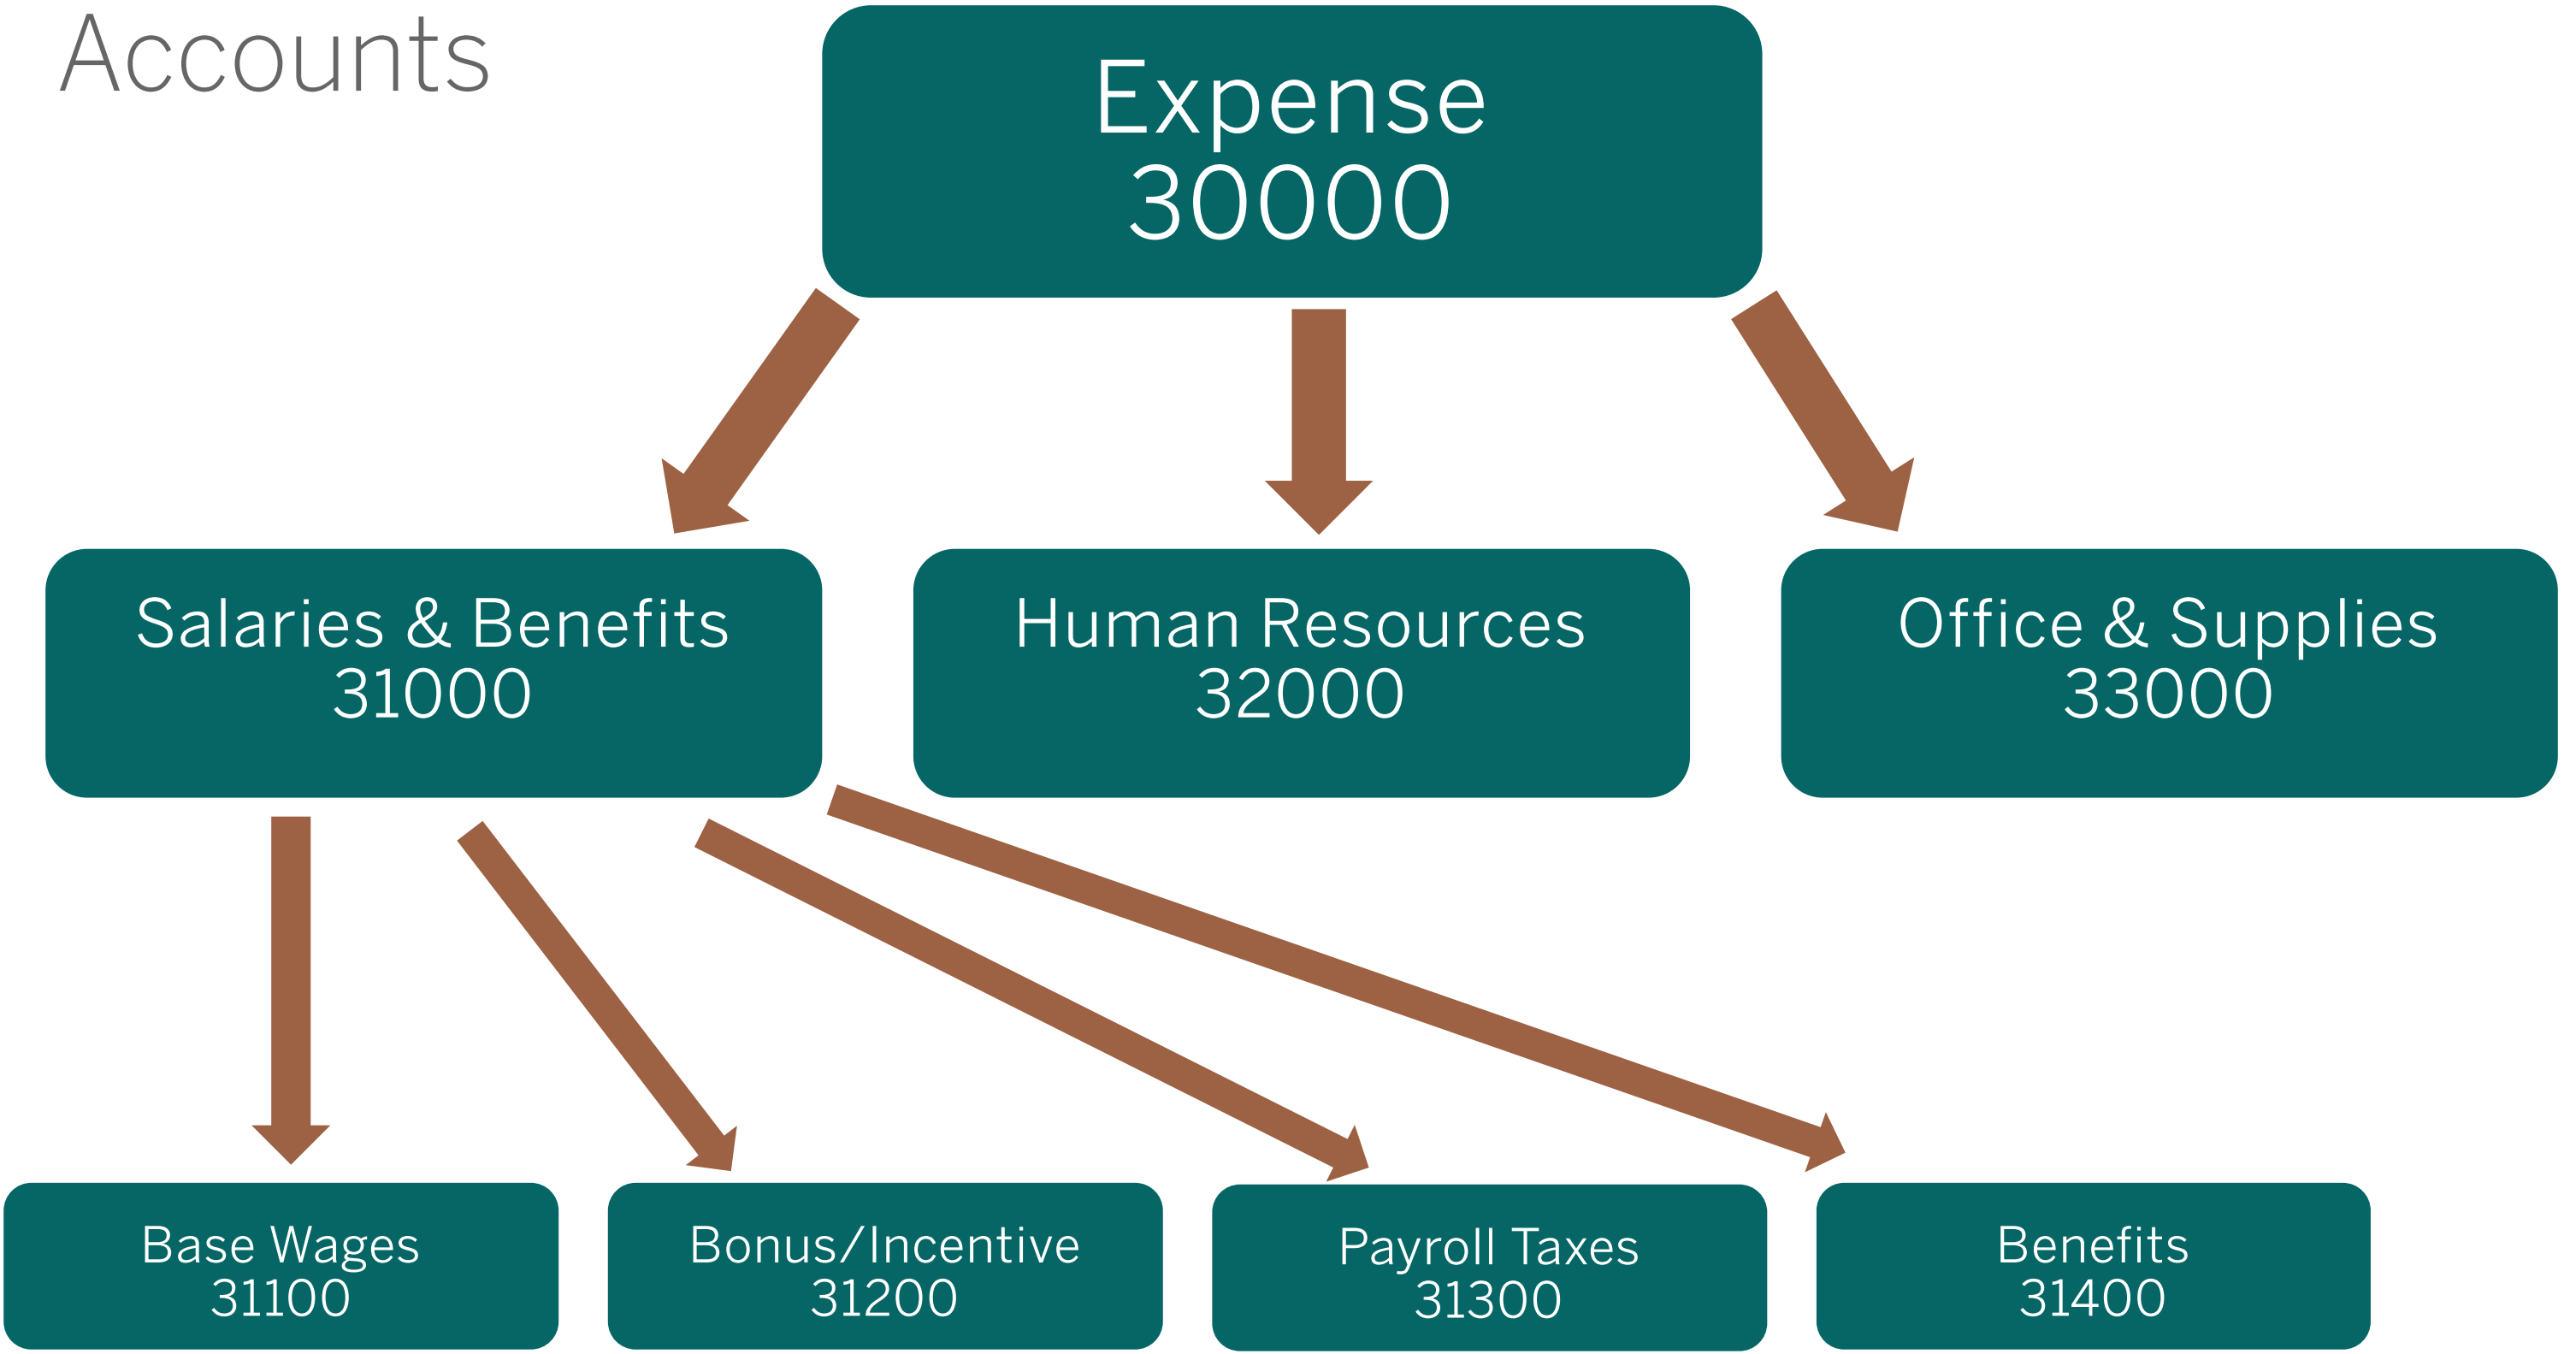 Accounts
Expense
30000
Salaries & Benefits
31000
Human Resources
32000
Office & Supplies
33000
Base Wages
31100
Bonus/Incentive
31200
Payroll Taxes
31300
Benefits
31400